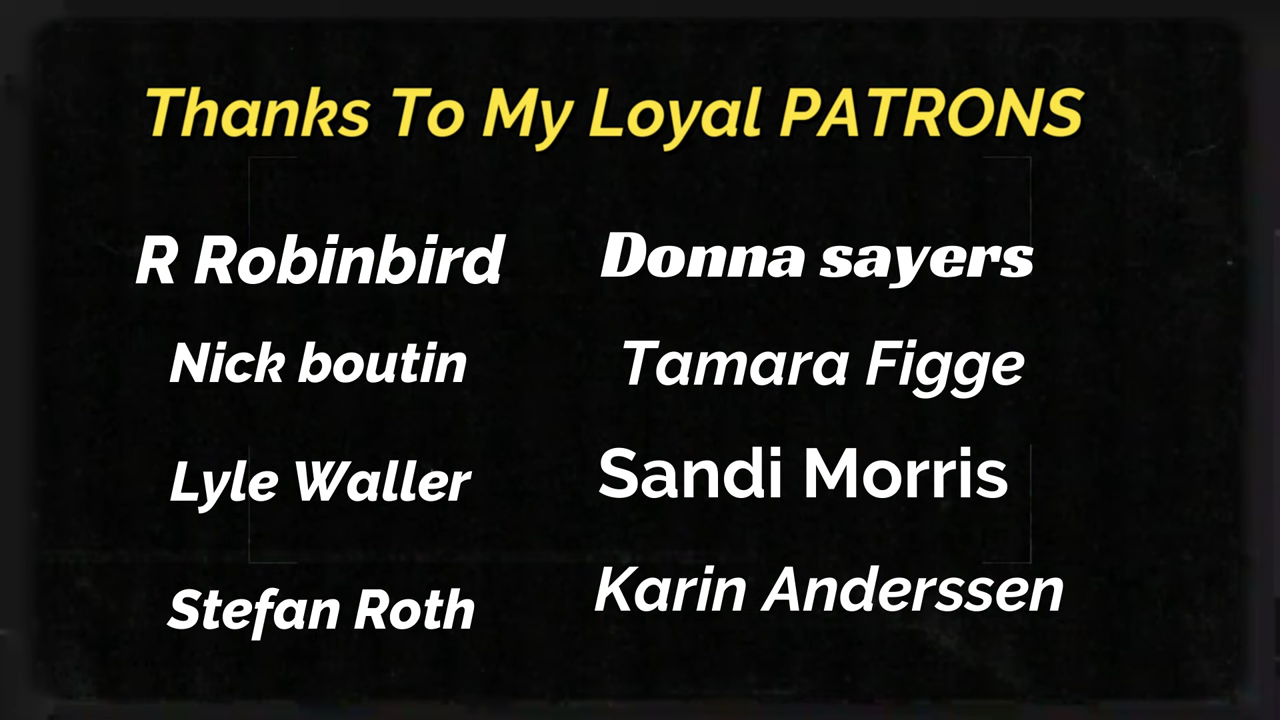 Thanks To My Loyal PATRONS
R Robinbird
Donna sayers
Nick boutin
Tamara Figge
Lyle Waller
Sandi Morris
Stefan Roth
Karin Anderssen